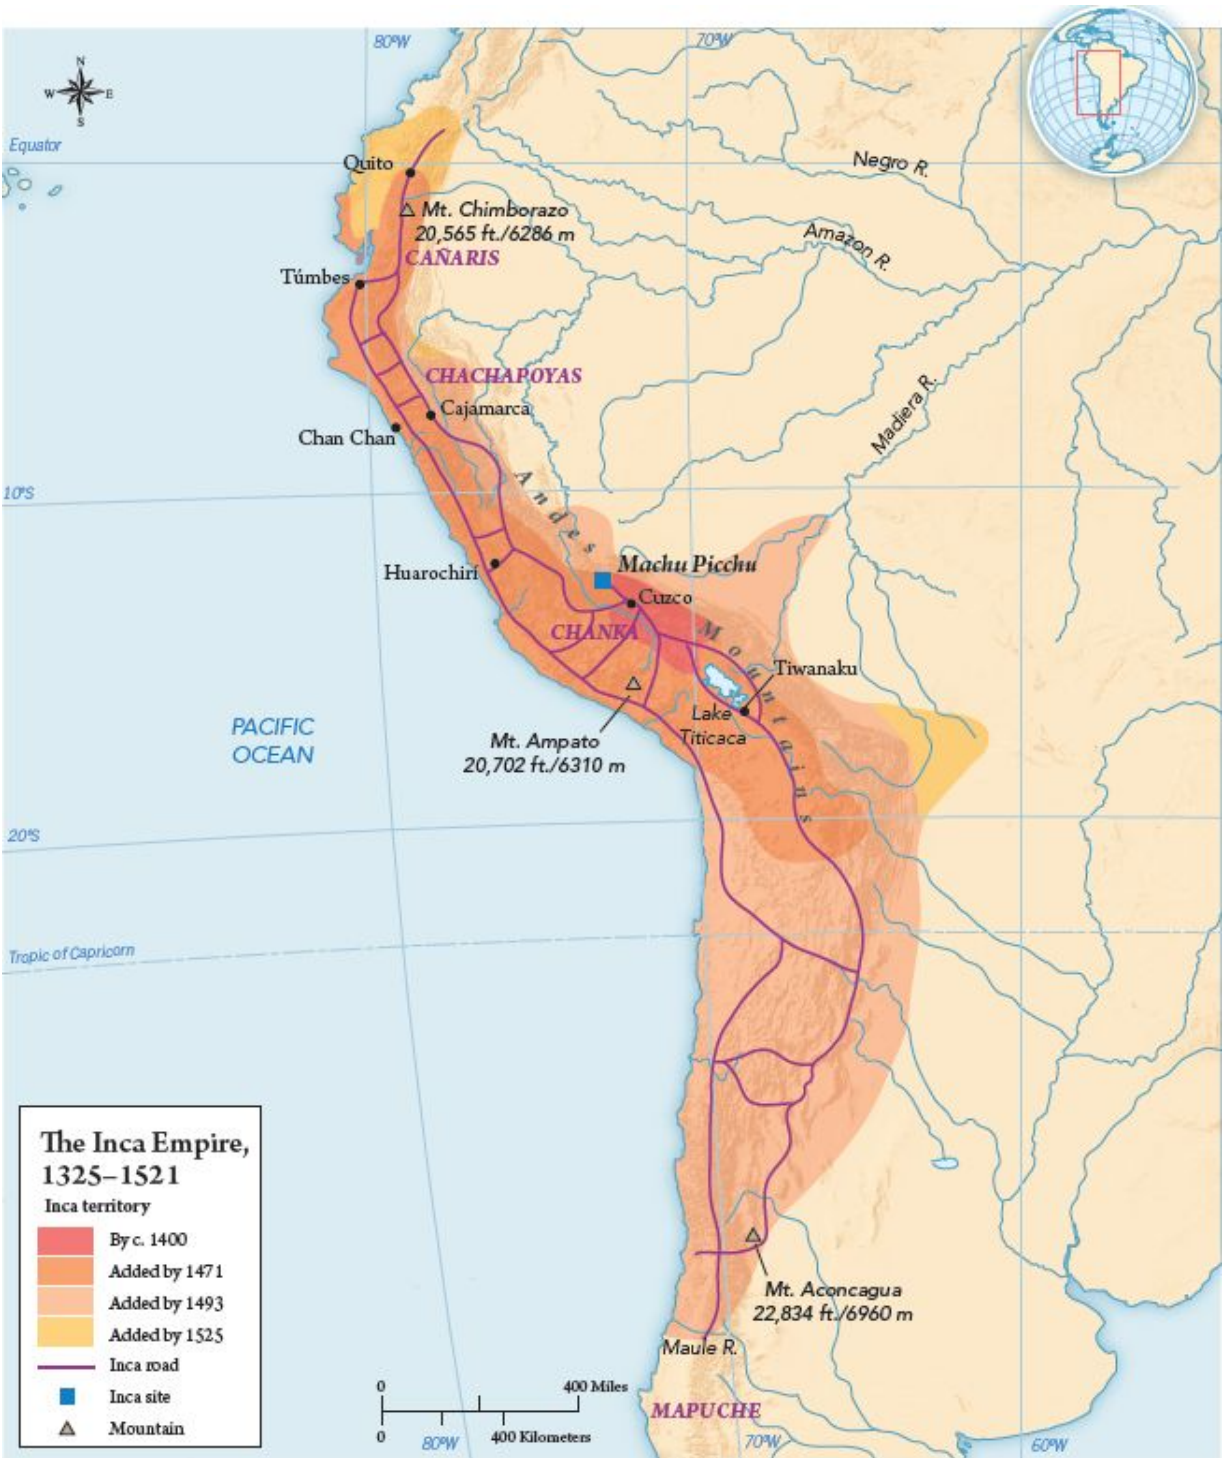 80°W
70°W
N
W
E
S
Equator
Quito
Negro R.
Mt. Chimborazo
20,565 ft./6286 m
Amazon R.
CAÑARIS
Túmbes
CHACHAPOYAS
Cajamarca
Madiera R.
Chan Chan
Andes
10°S
Machu Picchu
Huarochirí
Cuzco
CHANKA
Mountains
Tiwanaku
PACIFIC
OCEAN
Lake
Titicaca
Mt. Ampato
20,702 ft./6310 m
20°S
Tropic of Capricorn
The Inca Empire,
1325–1521
Inca territory
By c. 1400
Added by 1471
Added by 1493
Added by 1525
Inca road
Inca site
Mountain
Mt. Aconcagua
22,834 ft./6960 m
Maule R.
0
400 Miles
0
400 Kilometers
MAPUCHE
80°W
70°W
60°W